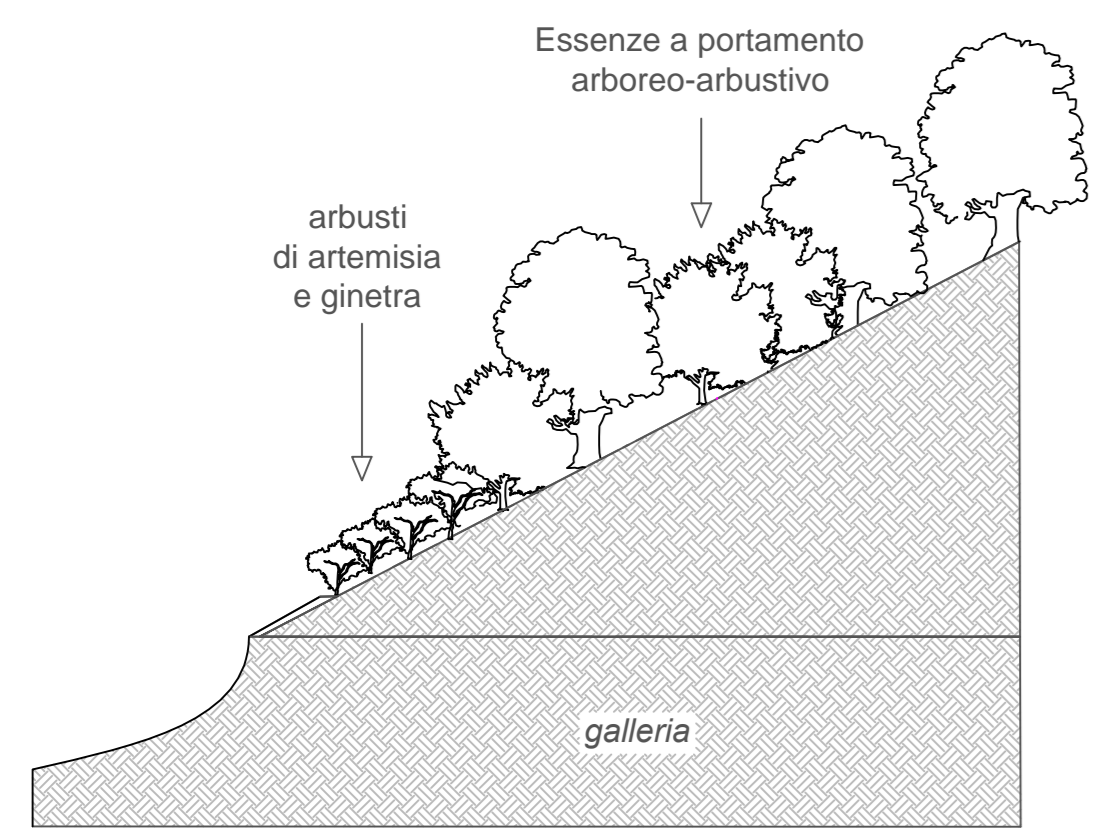 Essenze a portamento
arboreo-arbustivo
arbusti
di artemisia
e ginetra
galleria